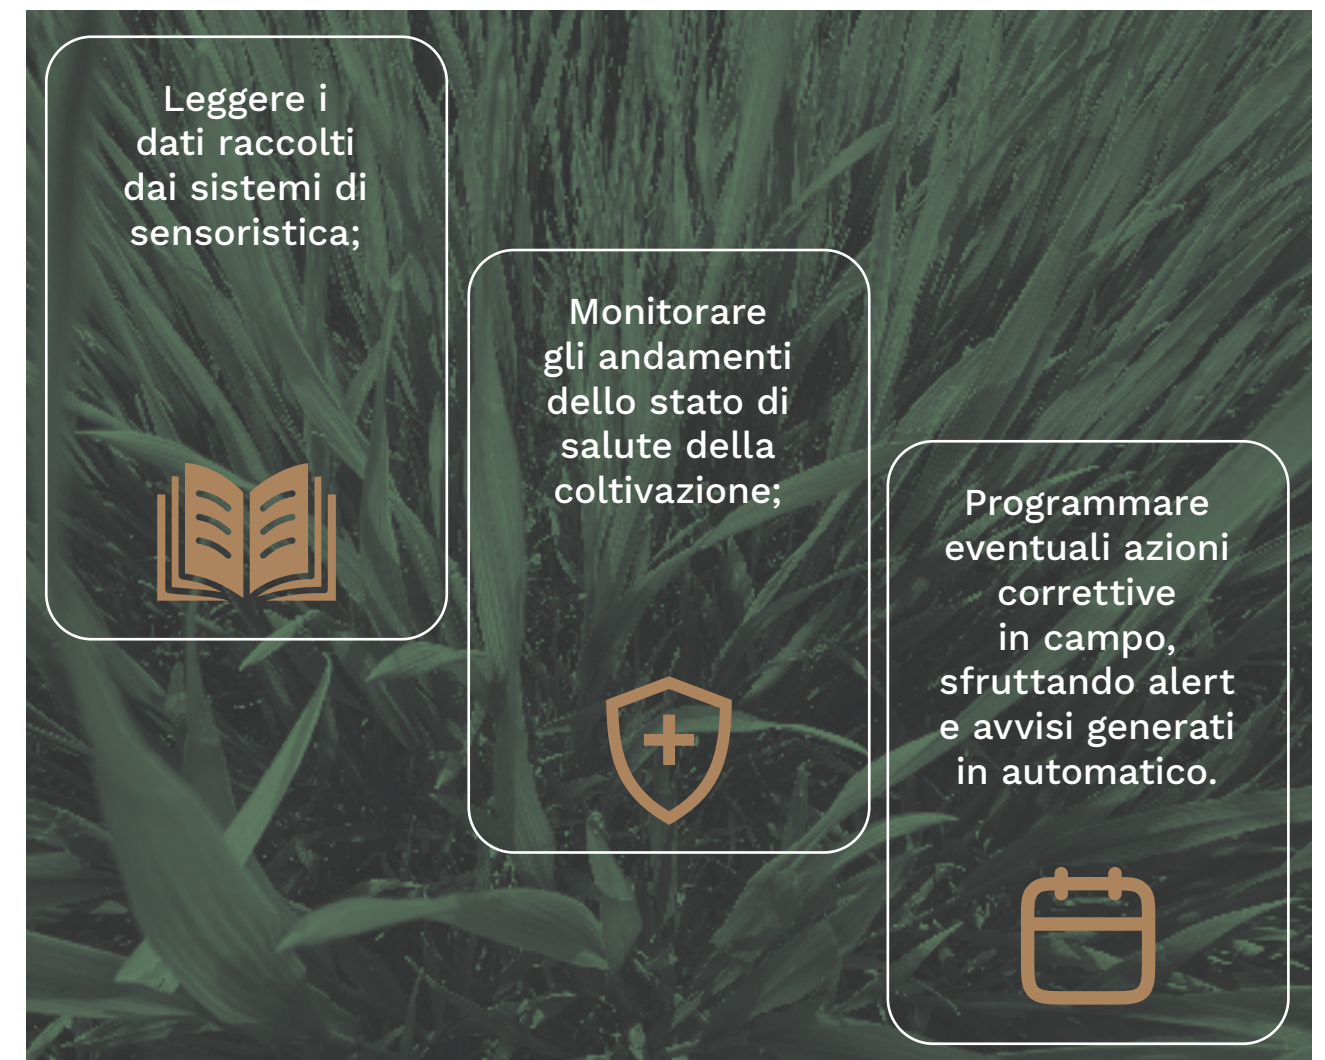 Leggere i
dati raccolti
dai sistemi di
sensoristica;
Monitorare
gli andamenti
dello stato di
salute della
coltivazione;
Programmare
eventuali azioni
correttive
in campo,
sfruttando alert
e avvisi generati
in automatico.